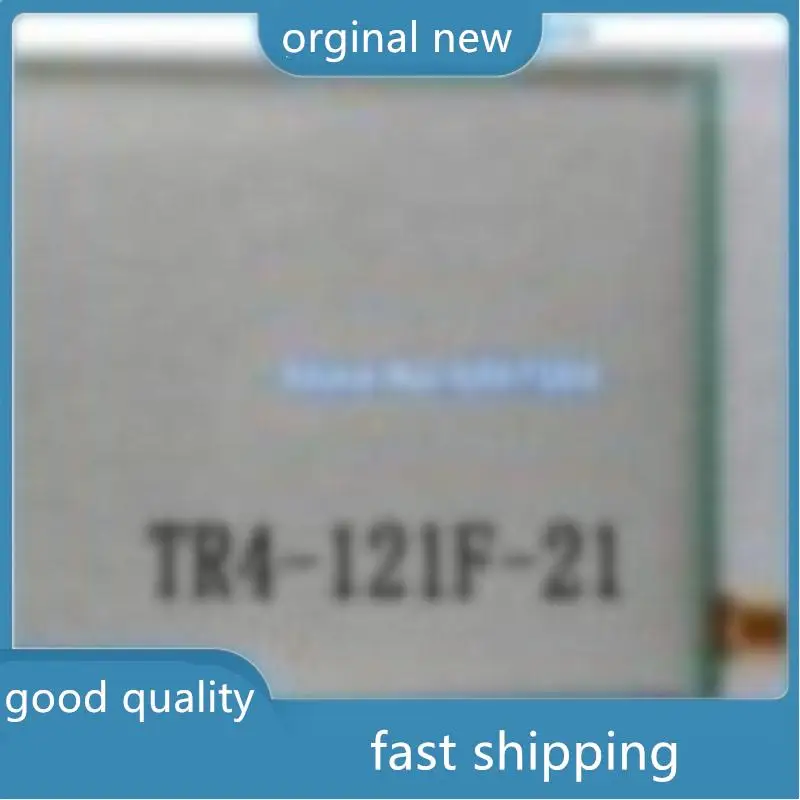 orginal new
TR4-121F-21
good quality
fast shipping